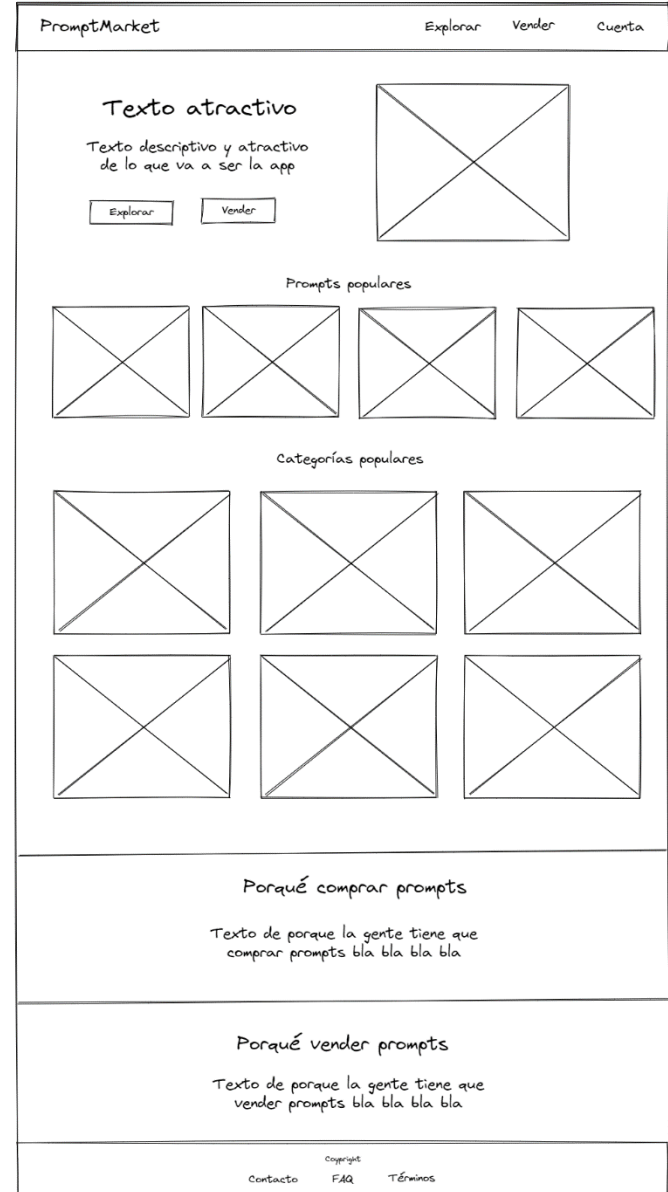 PromptMarket
Explorar
Vender
Cuenta
Texto atractivo
Texto descriptivo y atractivo
de lo que va a ser la app
Explorar
Vender
Prompts populares
Categorías populares
Porqué comprar prompts
Texto de porque la gente tiene que
comprar prompts bla bla bla bla
Porqué vender prompts
Texto de porque la gente tiene que
vender prompts bla bla bla bla
Coypright
Contacto
FAQ
Términos